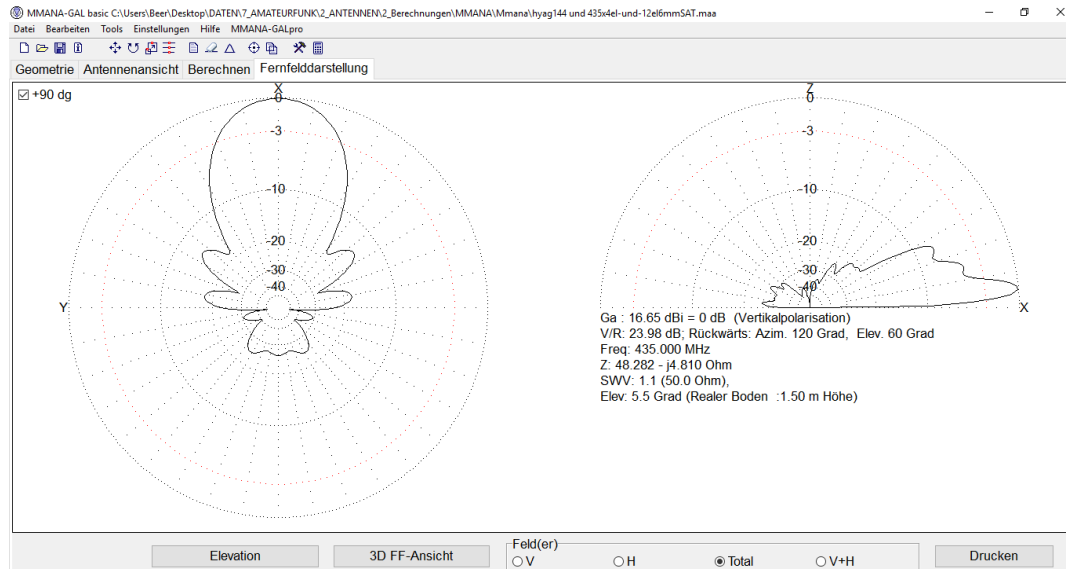 MMANA-GAL basic C:\Users\Beer\Desktop\DATEN\7_AMATEURFUNK\2_ANTENNEN\2_Berechnungen\MMANA\Mmana\hyag144 und 435x4el-und-12el6mmSAT.maa
Datei Bearbeiten Tools Einstellungen Hilfe MMANA-GALpro
Geometrie Antennenansicht Berechnen Fernfelddarstellung
+90 dg
X
0
-3
-10
-20
-30
-40
Y
Z
0
-3
-10
-20
-30
-40
X
Ga : 16.65 dBi = 0 dB (Vertikalpolarisation)
V/R: 23.98 dB; Rückwärts: Azim. 120 Grad, Elev. 60 Grad
Freq: 435.000 MHz
Z: 48.282 - j4.810 Ohm
SWV: 1.1 (50.0 Ohm),
Elev: 5.5 Grad (Realer Boden :1.50 m Höhe)
Elevation
3D FF-Ansicht
Feld(er)
V H Total V+H
Drucken